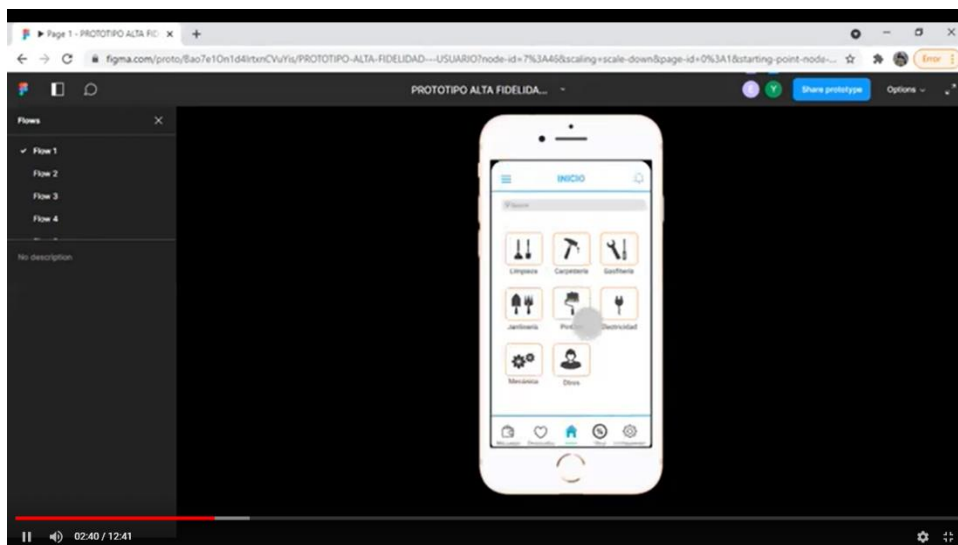 Page 1 - PROTOTIPO ALTA FID
figma.com/proto/8ao7e1On1d4IrtxnCVuYis/PROTOTIPO-ALTA-FIDELIDAD---USUARIO?node-id=7%3A46&scaling=scale-down&page-id=0%3A1&starting-point-node-...
Error
PROTOTIPO ALTA FIDELIDA...
E
Y
Share prototype
Options
Flows
Flow 1
Flow 2
Flow 3
Flow 4
No description
INICIO
Buscar
Limpieza
Carpintería
Gasfitería
Jardinería
Electricidad
Mecánica
Otros
02:40 / 12:41